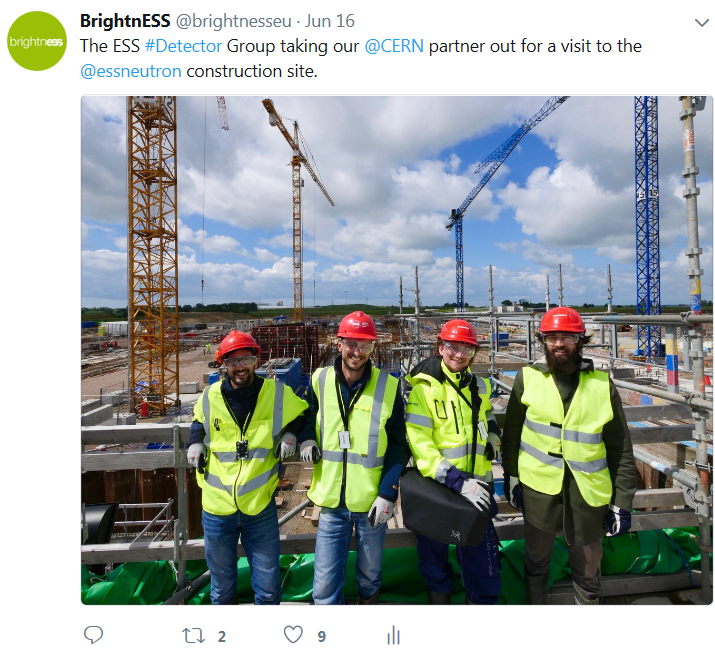 BrightnESS @brightnesseu · Jun 16
brightness
The ESS #Detector Group taking our @CERN partner out for a visit to the
@essneutron construction site.
2
9